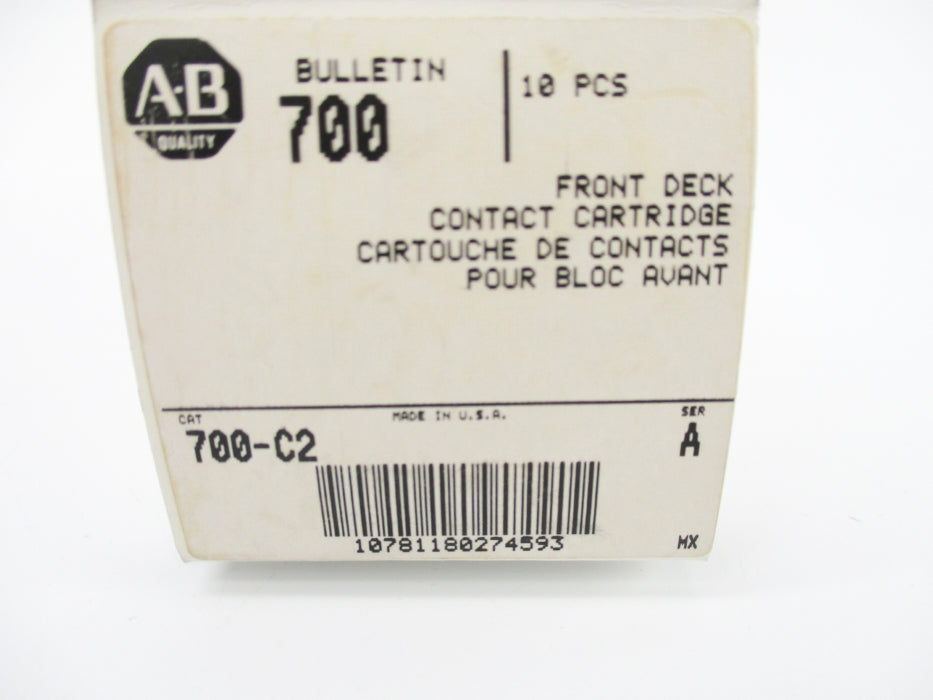 A-B
QUALITY
BULLETIN
700
10 PCS
FRONT DECK
CONTACT CARTRIDGE
CARTOUCHE DE CONTACTS
POUR BLOC AVANT
CAT
MADE IN U.S.A.
SER
700-C2
A
10781180274593
MX